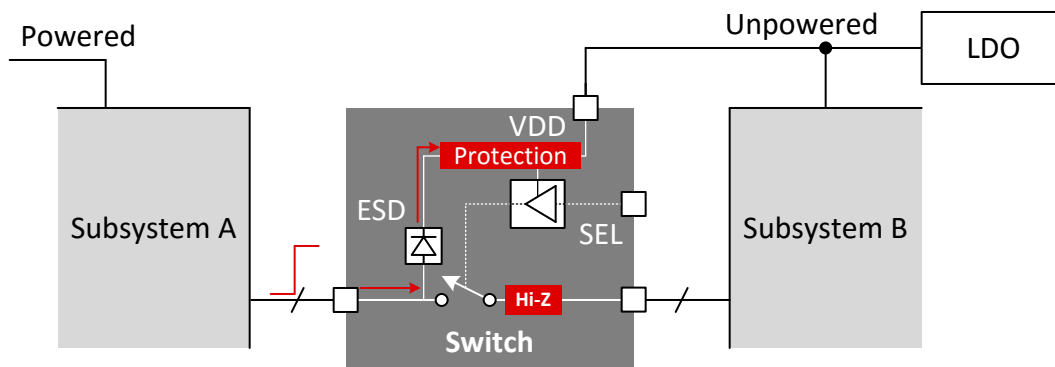 Powered
Unpowered
LDO
VDD
Protection
Subsystem A
ESD
SEL
Subsystem B
Hi-Z
Switch